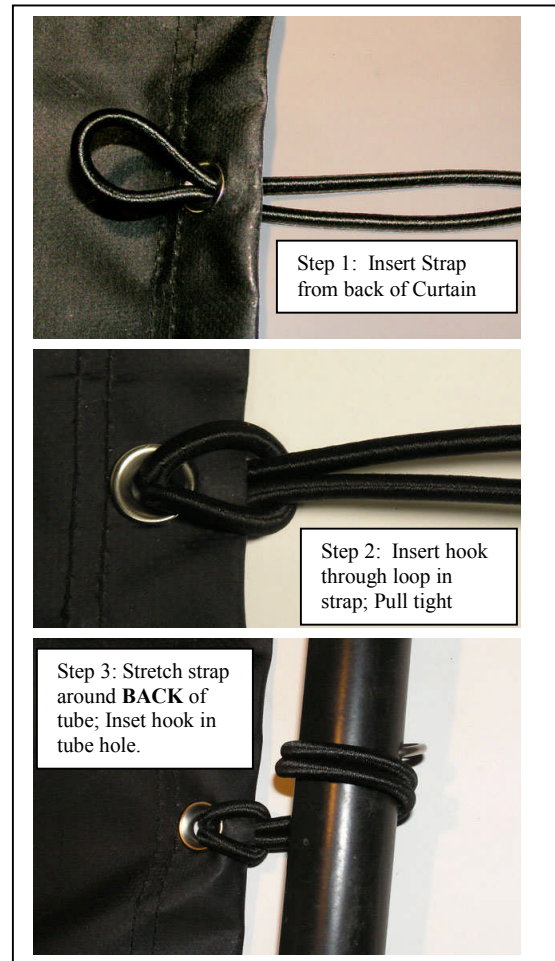 Step 1:  Insert Strap
from back of Curtain
Step 2:  Insert hook
through loop in
strap; Pull tight
Step 3: Stretch strap
around BACK of
tube; Inset hook in
tube hole.